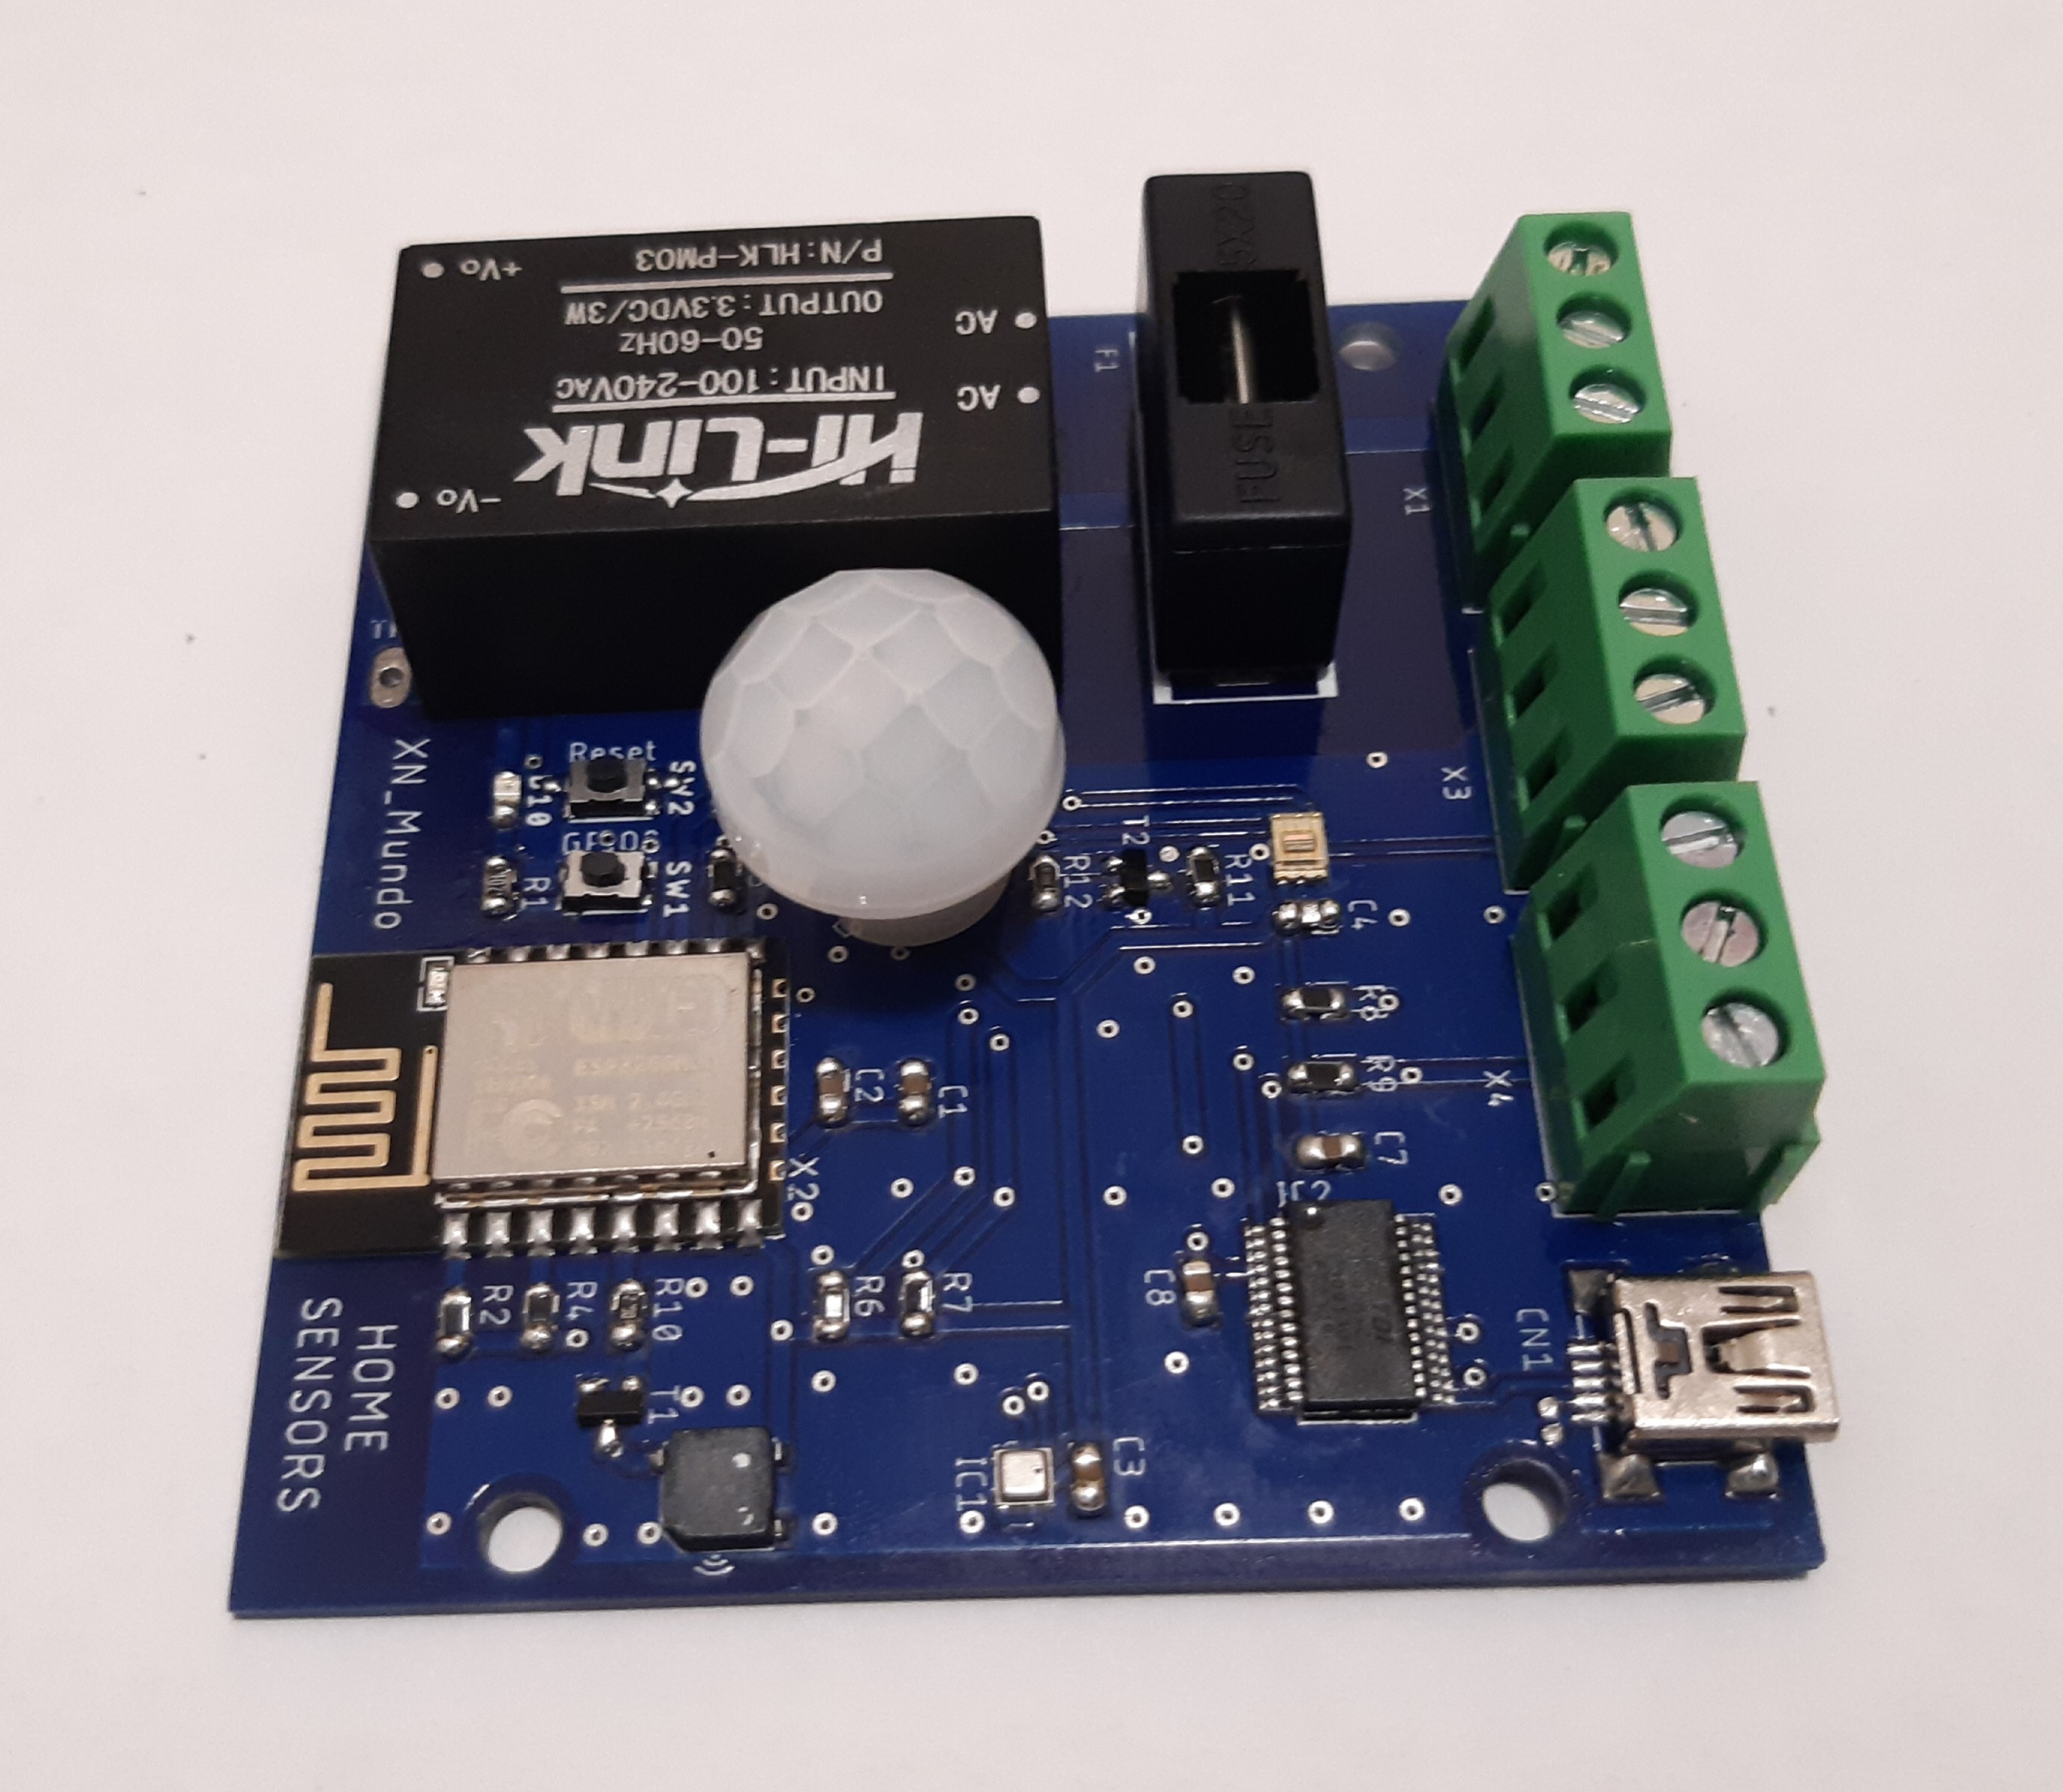 P/N:HLK-PM03
OUTPUT:3.3VDC/3W
50-60Hz
INPUT:100-240VAC
Hi-Link
+Vo
-Vo
AC
AC
FUSE
5X20
F1
X1
X3
X4
XN_Mundo
Reset
C10
SW2
R1
SW1
R12
T2
R11
C4
R8
R9
C7
IC2
C8
CN1
C2
C1
X2
R2
R4
R10
R6
R7
T1
IC1
C3
HOME
SENSORS